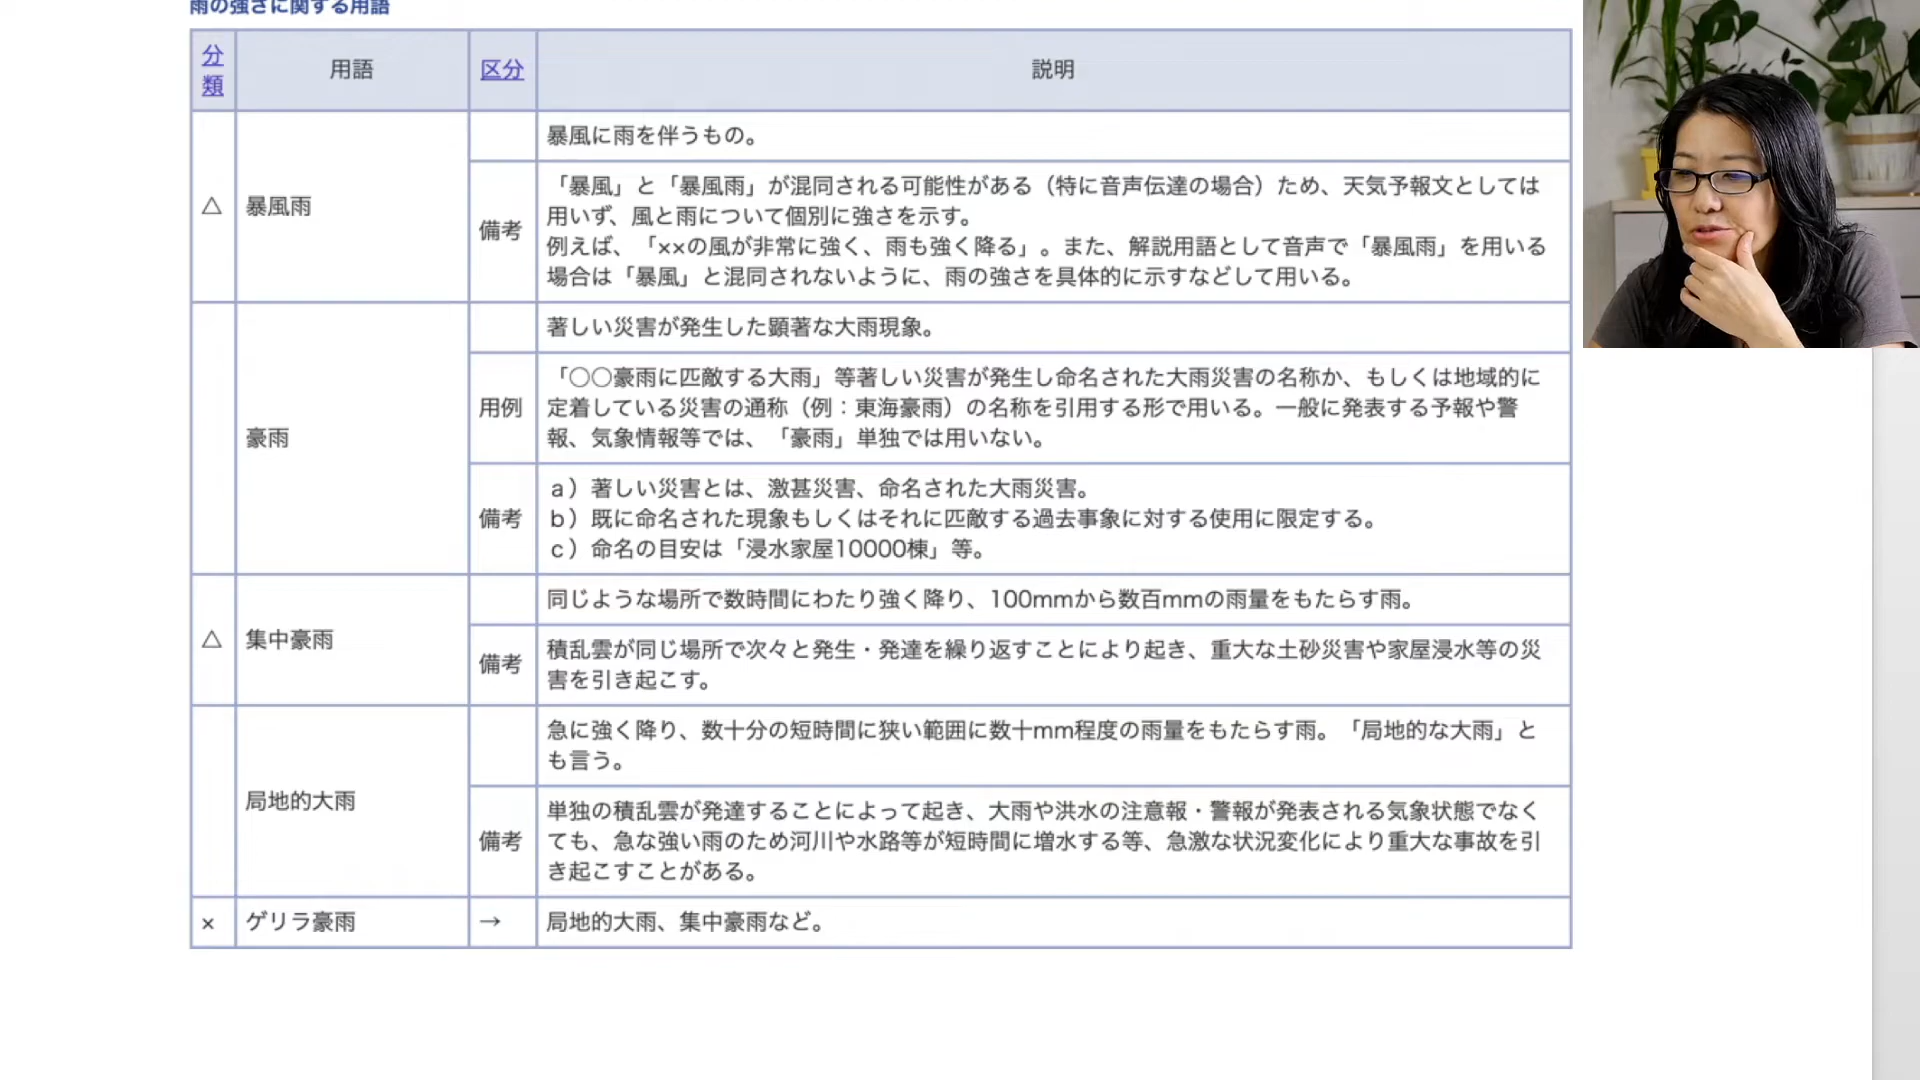 雨の強さに関する用語
分類 用語 区分 説明
△ 暴風雨
暴風に雨を伴うもの。
備考
「暴風」と「暴風雨」が混同される可能性がある（特に音声伝達の場合）ため、天気予報文としては
用いず、風と雨について個別に強さを示す。
例えば、「××の風が非常に強く、雨も強く降る」。また、解説用語として音声で「暴風雨」を用いる
場合は「暴風」と混同されないように、雨の強さを具体的に示すなどして用いる。
豪雨
著しい災害が発生した顕著な大雨現象。
用例
「○○豪雨に匹敵する大雨」等著しい災害が発生し命名された大雨災害の名称か、もしくは地域的に
定着している災害の通称（例：東海豪雨）の名称を引用する形で用いる。一般に発表する予報や警
報、気象情報等では、「豪雨」単独では用いない。
備考
a）著しい災害とは、激甚災害、命名された大雨災害。
b）既に命名された現象もしくはそれに匹敵する過去事象に対する使用に限定する。
c）命名の目安は「浸水家屋10000棟」等。
△ 集中豪雨
同じような場所で数時間にわたり強く降り、100mmから数百mmの雨量をもたらす雨。
備考
積乱雲が同じ場所で次々と発生・発達を繰り返すことにより起き、重大な土砂災害や家屋浸水等の災
害を引き起こす。
局地的大雨
急に強く降り、数十分の短時間に狭い範囲に数十mm程度の雨量をもたらす雨。「局地的な大雨」と
も言う。
備考
単独の積乱雲が発達することによって起き、大雨や洪水の注意報・警報が発表される気象状態でなく
ても、急な強い雨のため河川や水路等が短時間に増水する等、急激な状況変化により重大な事故を引
き起こすことがある。
× ゲリラ豪雨 → 局地的大雨、集中豪雨など。